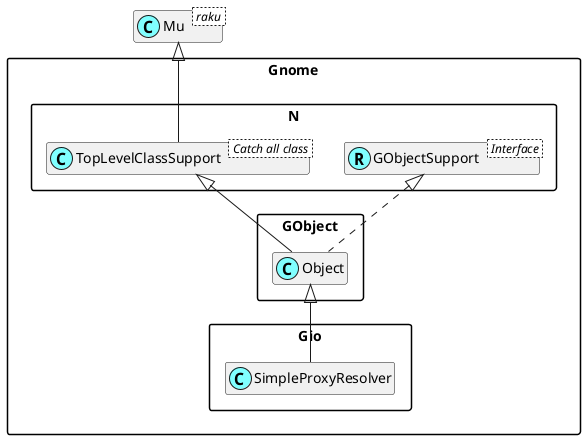 raku
C Mu
Gnome
N
Catch all class
C TopLevelClassSupport
Interface
R GObjectSupport
GObject
C Object
Gio
C SimpleProxyResolver